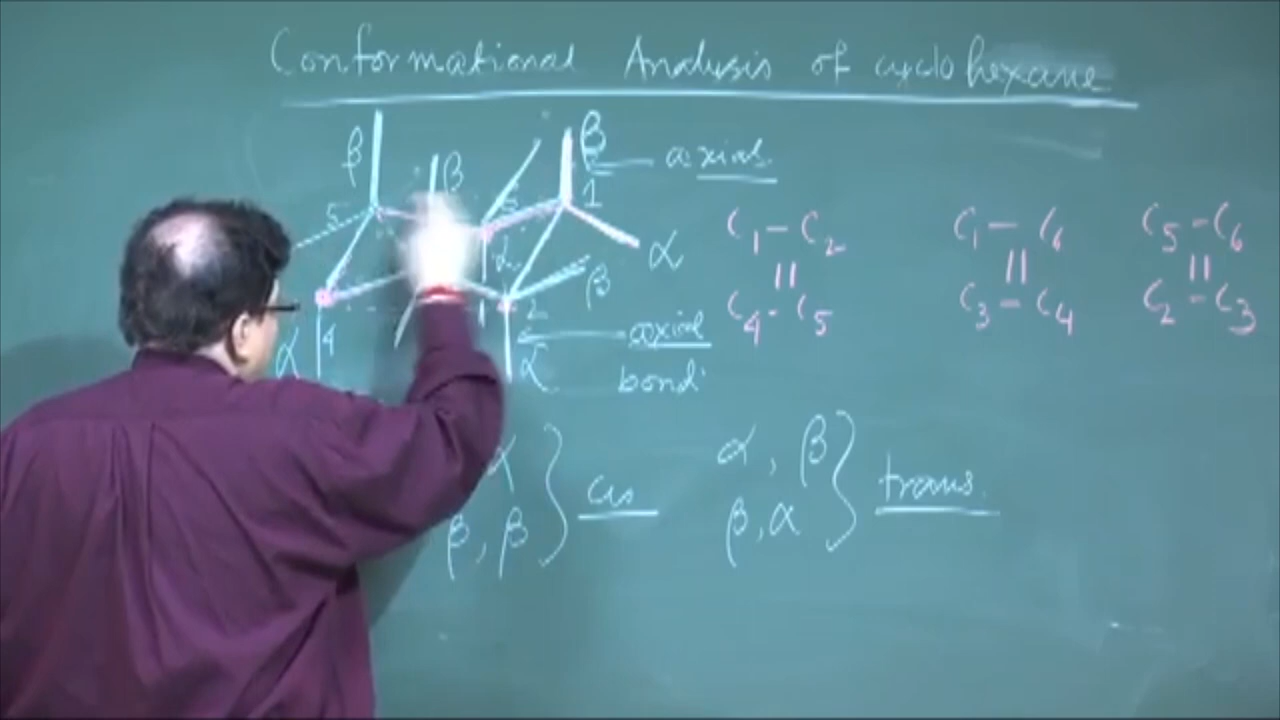 Conformational Analysis of cyclohexane
β β β axial
5 6 1
α α
β
4 2 axial
α α bond
C1-C2 C1-C6 C5-C6
|| || ||
C4-C5 C3-C4 C2-C3
α } cis α, β } trans.
β, β β, α